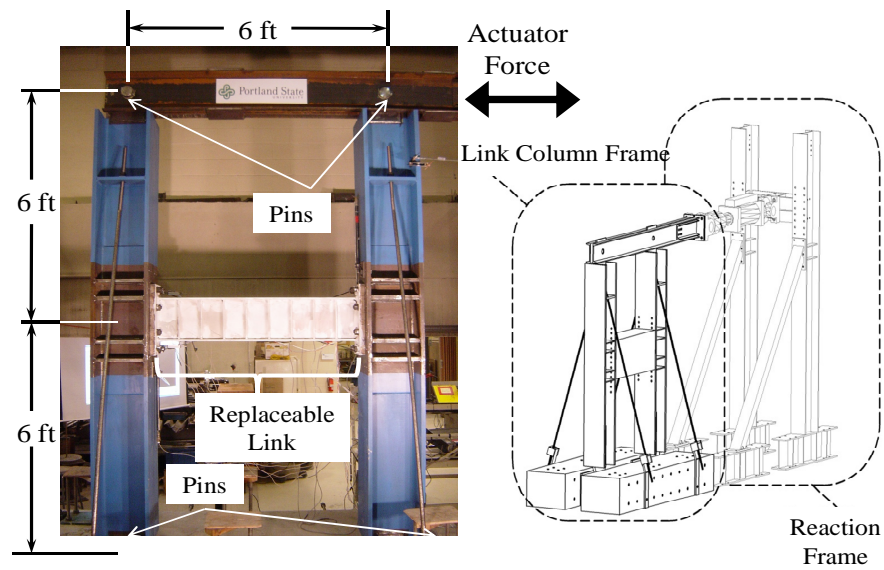 6 ft
Actuator
Force
Portland State
UNIVERSITY
Link Column Frame
6 ft
Pins
Replaceable
Link
6 ft
Pins
Reaction
Frame